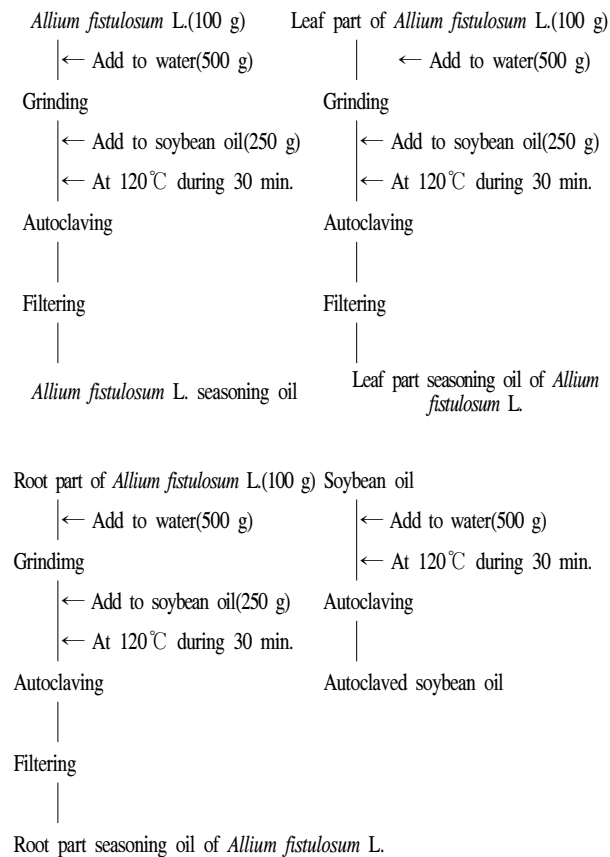 Allium fistulosum L.(100 g)
← Add to water(500 g)
Grinding
← Add to soybean oil(250 g)
← At 120℃ during 30 min.
Autoclaving
Filtering
Allium fistulosum L. seasoning oil
Leaf part of Allium fistulosum L.(100 g)
← Add to water(500 g)
Grinding
← Add to soybean oil(250 g)
← At 120℃ during 30 min.
Autoclaving
Filtering
Leaf part seasoning oil of Allium
fistulosum L.
Root part of Allium fistulosum L.(100 g)
← Add to water(500 g)
Grindimg
← Add to soybean oil(250 g)
← At 120℃ during 30 min.
Autoclaving
Filtering
Root part seasoning oil of Allium fistulosum L.
Soybean oil
← Add to water(500 g)
← At 120℃ during 30 min.
Autoclaving
Autoclaved soybean oil